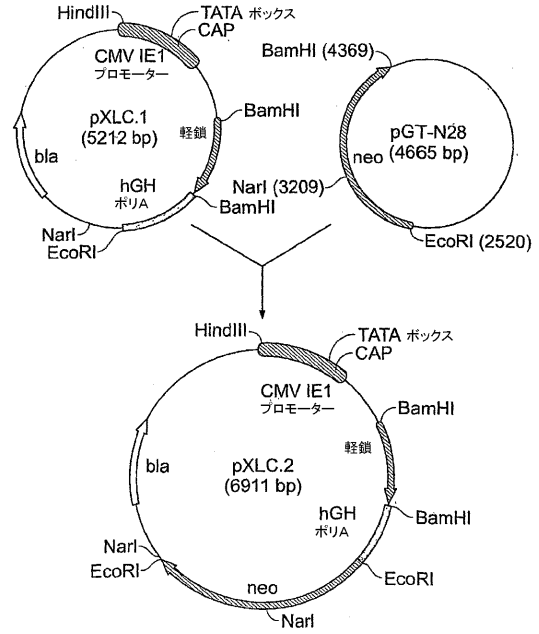 HindIII
TATA ボックス
CAP
CMV IE1
プロモーター
BamHI
pXLC.1
(5212 bp)
軽鎖
bla
hGH
ポリA
BamHI
NarI
EcoRI
BamHI (4369)
pGT-N28
(4665 bp)
neo
NarI (3209)
EcoRI (2520)
HindIII
TATA ボックス
CAP
CMV IE1
プロモーター
BamHI
軽鎖
bla
pXLC.2
(6911 bp)
hGH
ポリA
BamHI
NarI
EcoRI
EcoRI
neo
NarI